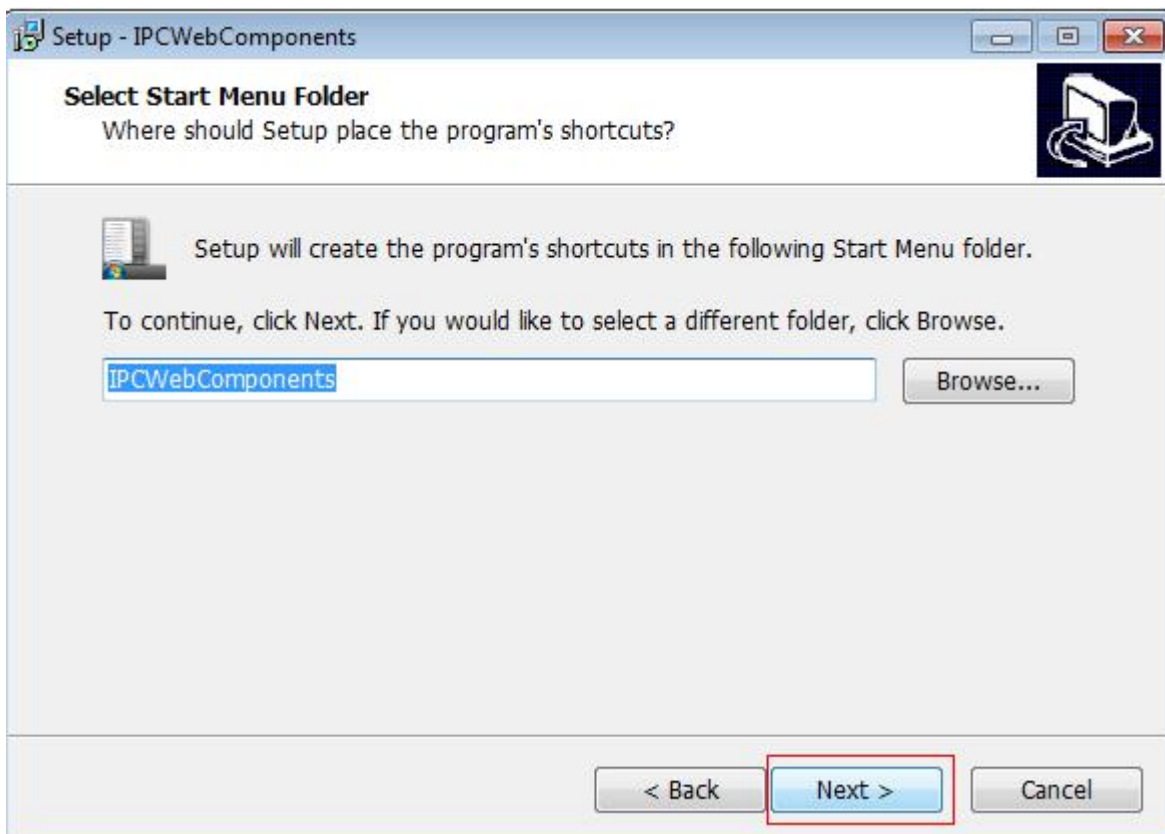 Setup - IPCWebComponents
Select Start Menu Folder
Where should Setup place the program's shortcuts?
Setup will create the program's shortcuts in the following Start Menu folder.
To continue, click Next. If you would like to select a different folder, click Browse.
IPCWebComponents
Browse...
< Back
Next >
Cancel